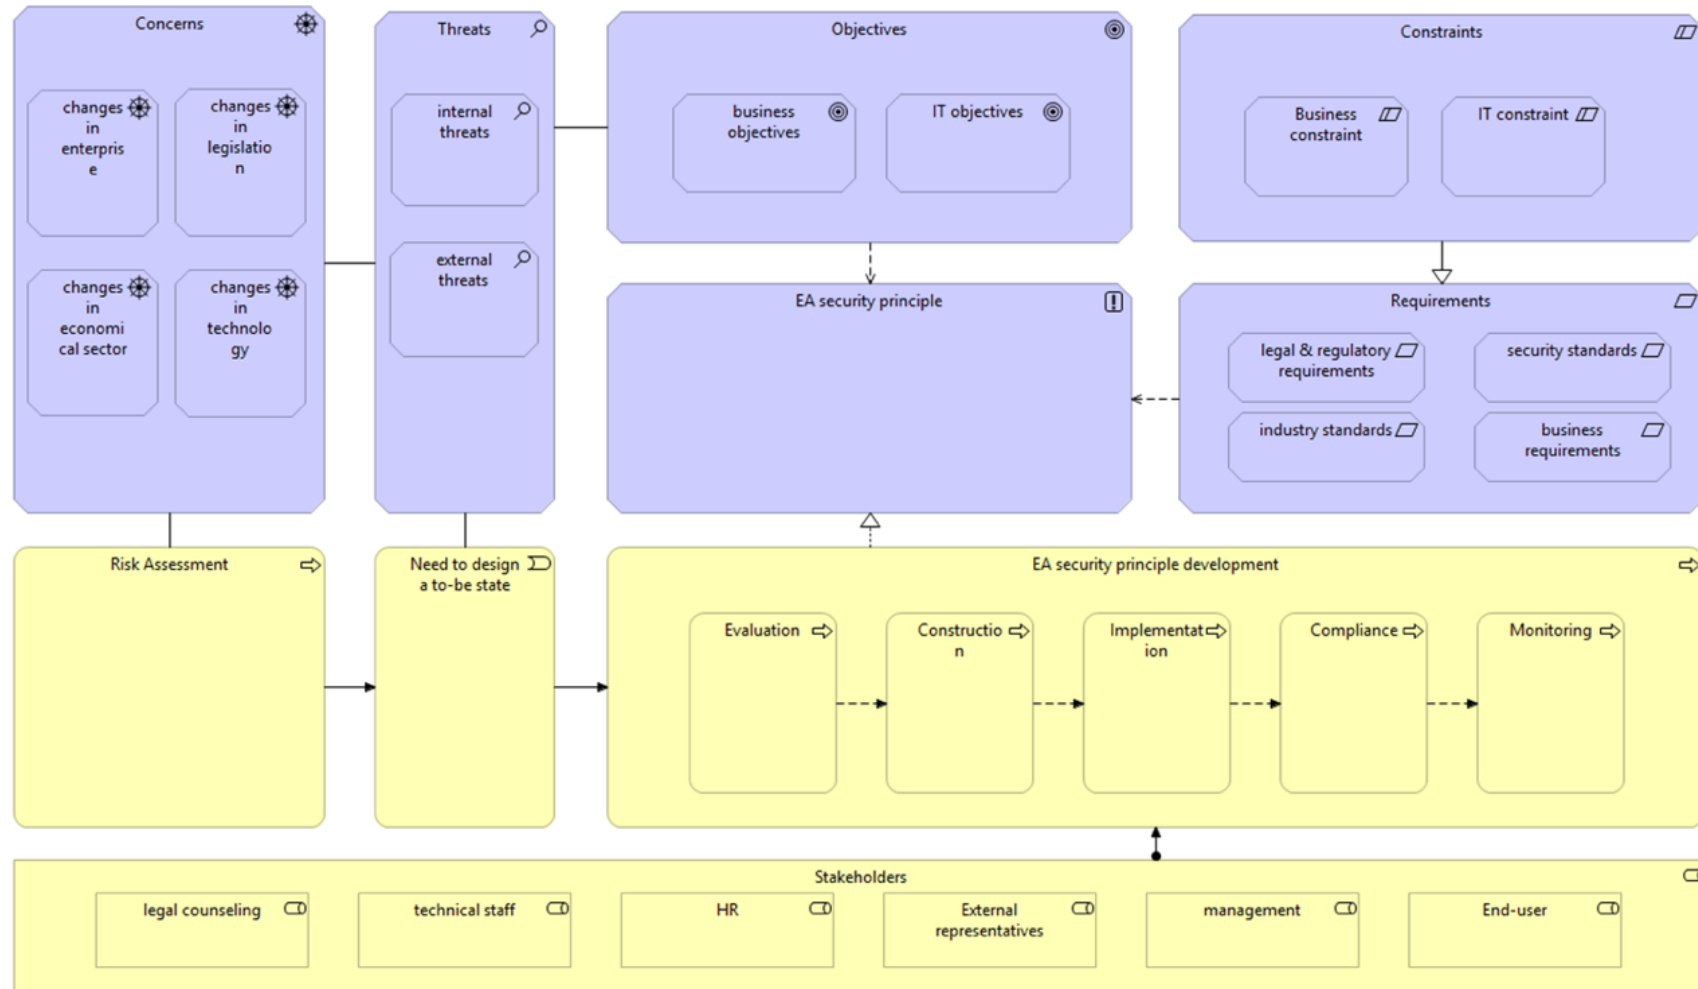 Concerns
changes
in
enterpris
e
changes
in
legislatio
n
changes
in
economi
cal sector
changes
in
technolo
gy
Threats
internal
threats
external
threats
Objectives
business
objectives
IT objectives
Constraints
Business
constraint
IT constraint
EA security principle
Requirements
legal & regulatory
requirements
security standards
industry standards
business
requirements
Risk Assessment
Need to design
a to-be state
EA security principle development
Evaluation
Constructio
n
Implementat
ion
Compliance
Monitoring
Stakeholders
legal counseling
technical staff
HR
External
representatives
management
End-user